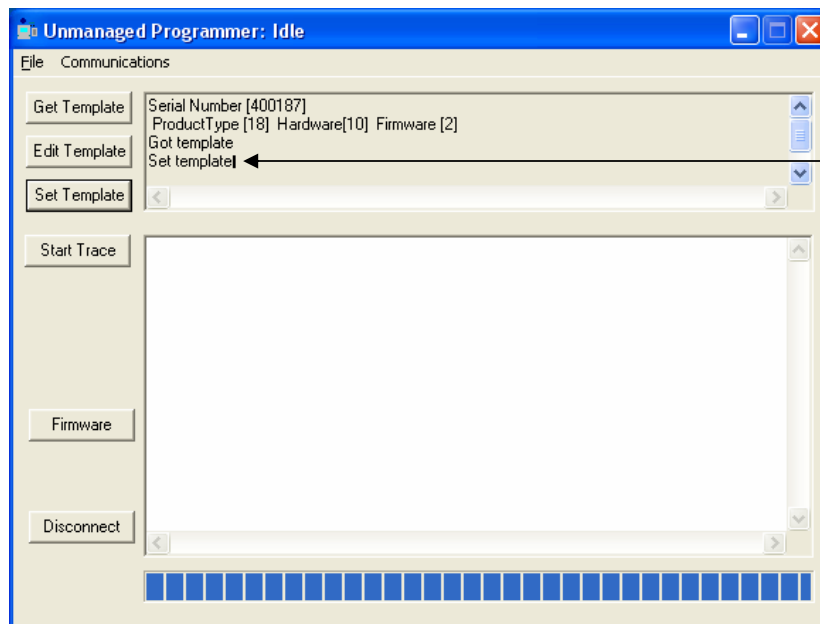 Unmanaged Programmer: Idle
File Communications
Get Template
Edit Template
Set Template
Serial Number [400187]
ProductType [18] Hardware[10] Firmware [2]
Got template
Set template
Start Trace
Firmware
Disconnect